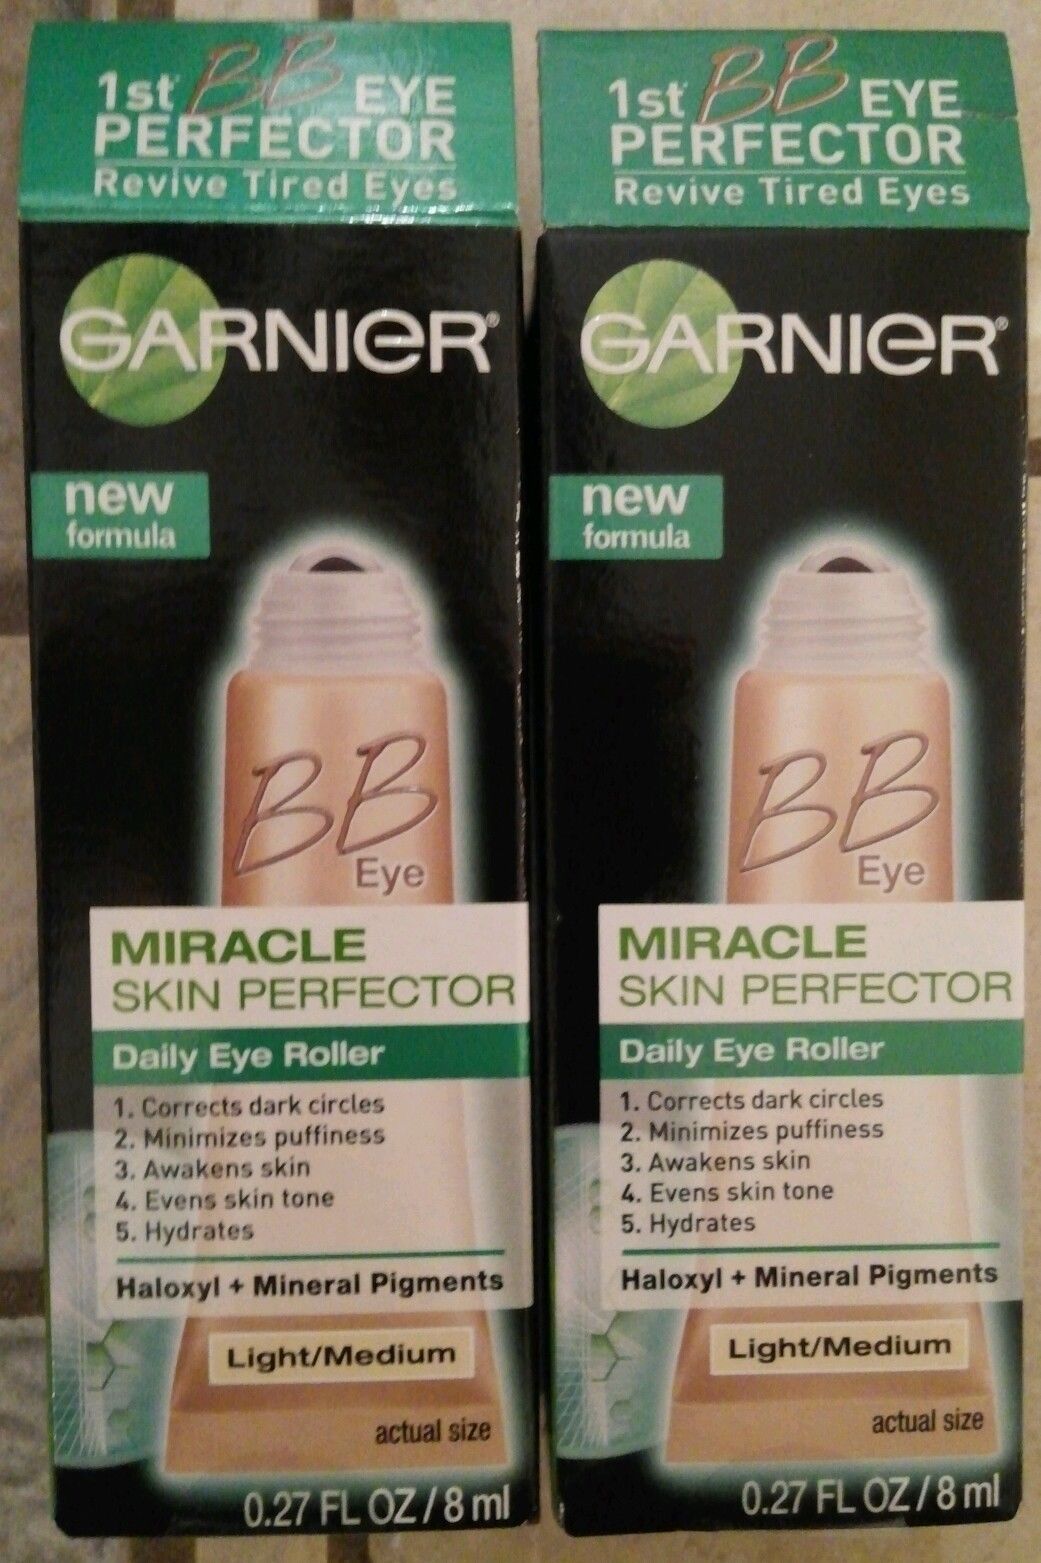 1st BB EYE
PERFECTOR
Revive Tired Eyes
GARNIER®
new
formula
BB
Eye
MIRACLE
SKIN PERFECTOR
Daily Eye Roller
1. Corrects dark circles
2. Minimizes puffiness
3. Awakens skin
4. Evens skin tone
5. Hydrates
Haloxyl + Mineral Pigments
Light/Medium
actual size
0.27 FL OZ / 8 ml
1st BB EYE
PERFECTOR
Revive Tired Eyes
GARNIER®
new
formula
BB
Eye
MIRACLE
SKIN PERFECTOR
Daily Eye Roller
1. Corrects dark circles
2. Minimizes puffiness
3. Awakens skin
4. Evens skin tone
5. Hydrates
Haloxyl + Mineral Pigments
Light/Medium
actual size
0.27 FL OZ / 8 ml